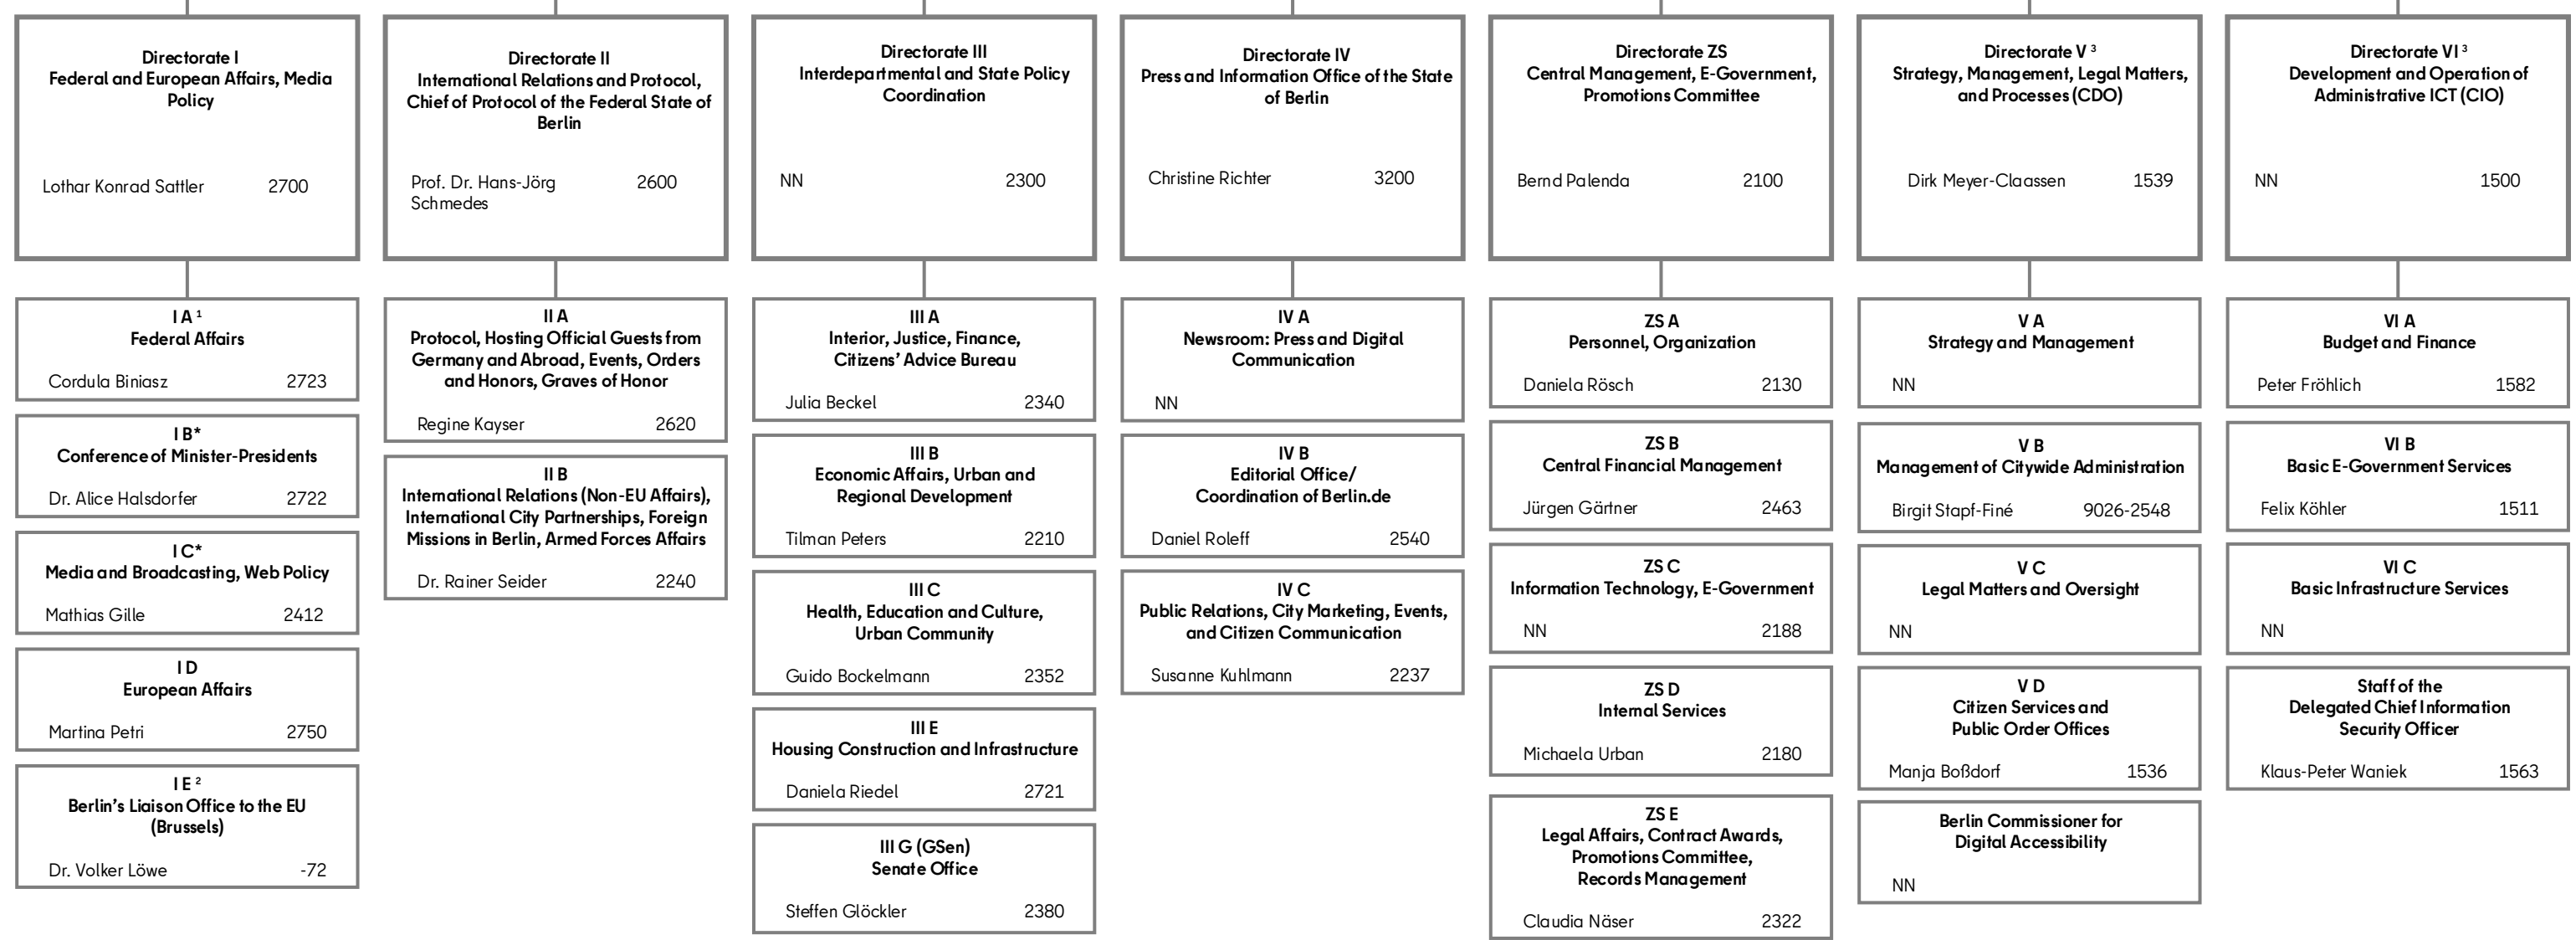 Directorate I
Federal and European Affairs, Media
Policy
Lothar Konrad Sattler 2700
I A ¹
Federal Affairs
Cordula Biniasz 2723
I B*
Conference of Minister-Presidents
Dr. Alice Halsdorfer 2722
I C*
Media and Broadcasting, Web Policy
Mathias Gille 2412
I D
European Affairs
Martina Petri 2750
I E ²
Berlin's Liaison Office to the EU
(Brussels)
Dr. Volker Löwe -72
Directorate II
International Relations and Protocol,
Chief of Protocol of the Federal State of
Berlin
Prof. Dr. Hans-Jörg 2600
Schmedes
II A
Protocol, Hosting Official Guests from
Germany and Abroad, Events, Orders
and Honors, Graves of Honor
Regine Kayser 2620
II B
International Relations (Non-EU Affairs),
International City Partnerships, Foreign
Missions in Berlin, Armed Forces Affairs
Dr. Rainer Seider 2240
Directorate III
Interdepartmental and State Policy
Coordination
NN 2300
III A
Interior, Justice, Finance,
Citizens' Advice Bureau
Julia Beckel 2340
III B
Economic Affairs, Urban and
Regional Development
Tilman Peters 2210
III C
Health, Education and Culture,
Urban Community
Guido Bockelmann 2352
III E
Housing Construction and Infrastructure
Daniela Riedel 2721
III G (GSen)
Senate Office
Steffen Glöckler 2380
Directorate IV
Press and Information Office of the State
of Berlin
Christine Richter 3200
IV A
Newsroom: Press and Digital
Communication
NN
IV B
Editorial Office/
Coordination of Berlin.de
Daniel Roleff 2540
IV C
Public Relations, City Marketing, Events,
and Citizen Communication
Susanne Kuhlmann 2237
Directorate ZS
Central Management, E-Government,
Promotions Committee
Bernd Palenda 2100
ZS A
Personnel, Organization
Daniela Rösch 2130
ZS B
Central Financial Management
Jürgen Gärtner 2463
ZS C
Information Technology, E-Government
NN 2188
ZS D
Internal Services
Michaela Urban 2180
ZS E
Legal Affairs, Contract Awards,
Promotions Committee,
Records Management
Claudia Näser 2322
Directorate V ³
Strategy, Management, Legal Matters,
and Processes (CDO)
Dirk Meyer-Claassen 1539
V A
Strategy and Management
NN
V B
Management of Citywide Administration
Birgit Stapf-Finé 9026-2548
V C
Legal Matters and Oversight
NN
V D
Citizen Services and
Public Order Offices
Manja Boßdorf 1536
Berlin Commissioner for
Digital Accessibility
NN
Directorate VI ³
Development and Operation of
Administrative ICT (CIO)
NN 1500
VI A
Budget and Finance
Peter Fröhlich 1582
VI B
Basic E-Government Services
Felix Köhler 1511
VI C
Basic Infrastructure Services
NN
Staff of the
Delegated Chief Information
Security Officer
Klaus-Peter Waniek 1563